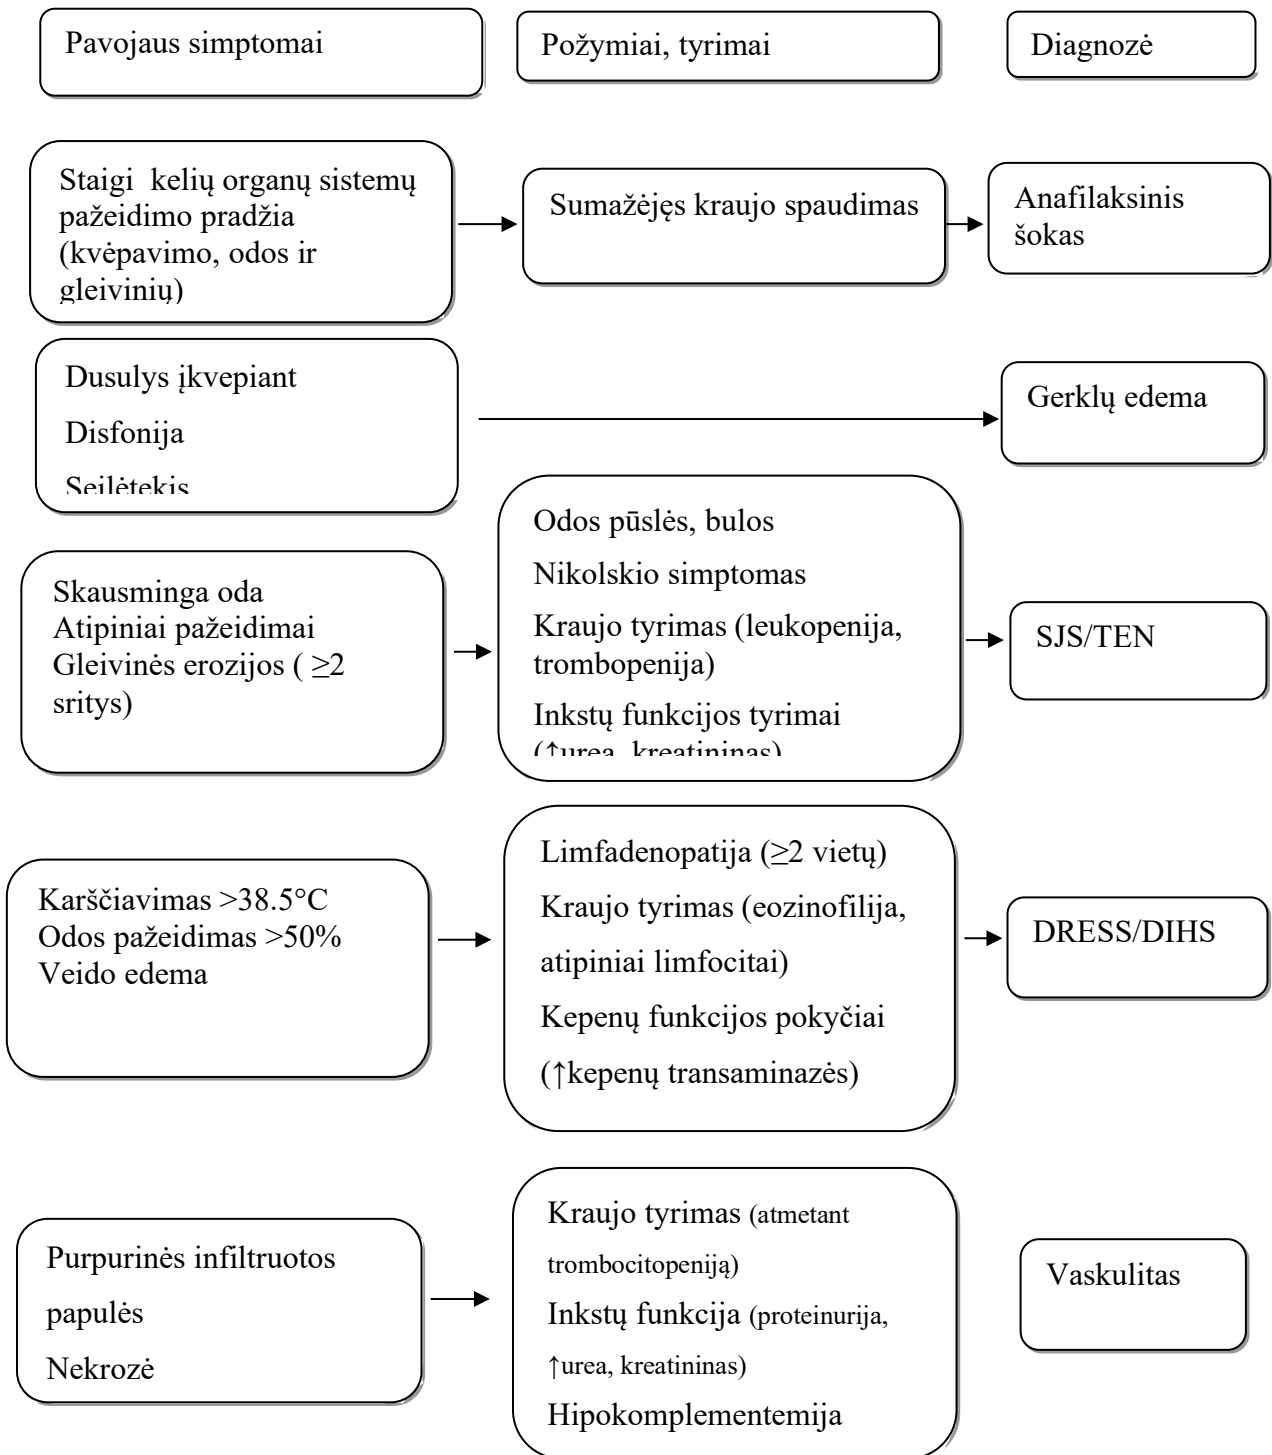 Pavojaus simptomai
Požymiai, tyrimai
Diagnozė
Staigi kelių organų sistemų
pažeidimo pradžia
(kvėpavimo, odos ir
gleivinių)
Sumažėjęs kraujo spaudimas
Anafilaksinis
šokas
Dusulys įkvepiant
Disfonija
Seilėtekis
Gerklų edema
Skausminga oda
Atipiniai pažeidimai
Gleivinės erozijos ( ≥2
sritys)
Odos pūslės, bulos
Nikolskio simptomas
Kraujo tyrimas (leukopenija,
trombopenija)
Inkstų funkcijos tyrimai
(↑urea, kreatininas)
SJS/TEN
Karščiavimas >38.5°C
Odos pažeidimas >50%
Veido edema
Limfadenopatija (≥2 vietų)
Kraujo tyrimas (eozinofilija,
atipiniai limfocitai)
Kepenų funkcijos pokyčiai
(↑kepenų transaminazės)
DRESS/DIHS
Purpurinės infiltruotos
papulės
Nekrozė
Kraujo tyrimas (atmetant
trombocitopeniją)
Inkstų funkcija (proteinurija,
↑urea, kreatininas)
Hipokomplementemija
Vaskulitas